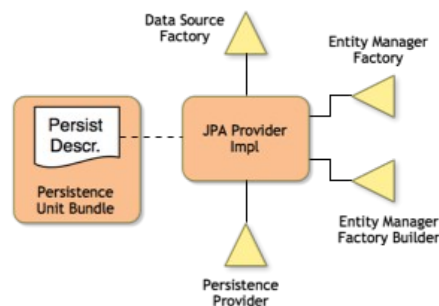 Data Source
Factory
Entity Manager
Factory
Persist
Descr.
JPA Provider
Impl
Persistence
Unit Bundle
Entity Manager
Factory Builder
Persistence
Provider